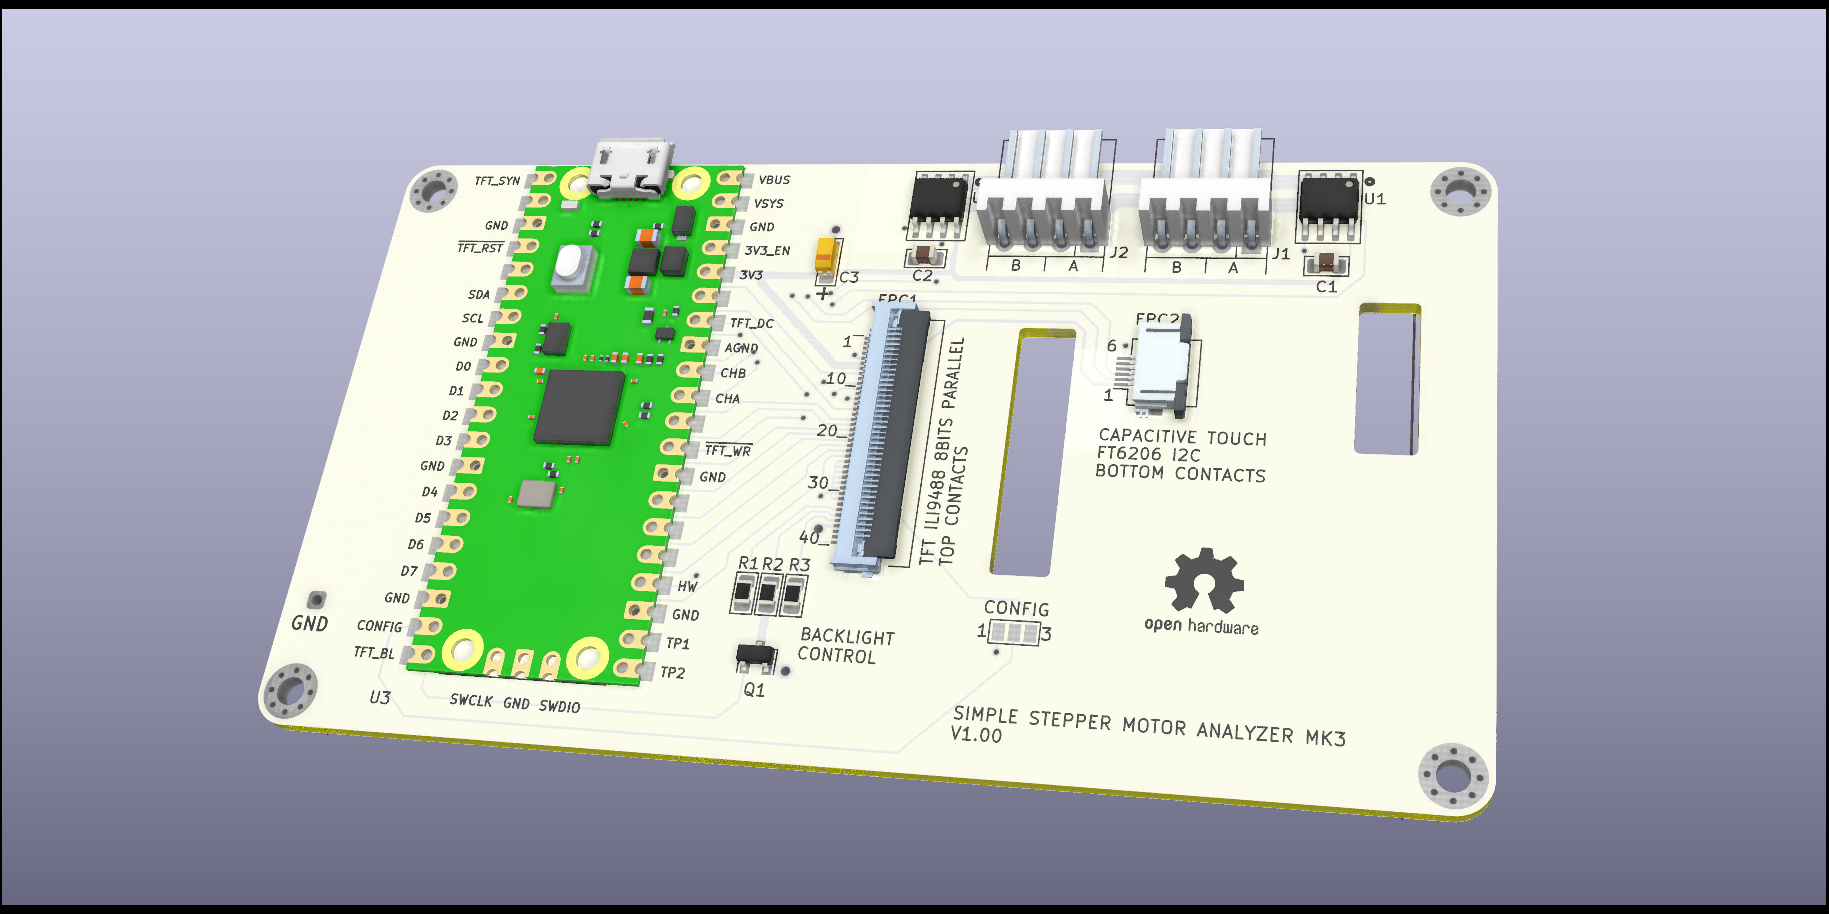 TFT_SYN
GND
TFT_RST
SDA
SCL
GND
D0
D1
D2
D3
GND
D4
D5
D6
D7
GND
CONFIG
TFT_BL
VBUS
VSYS
GND
3V3_EN
3V3
TFT_DC
AGND
CHB
CHA
TFT_WR
GND
HW
GND
TP1
TP2
U3
SWCLK GND SWDIO
GND
C3
+
C2
B A
J2
B A
J1
U1
C1
FPC1
1
10
20
30
40
TFT ILI9488 8BITS PARALLEL
TOP CONTACTS
FPC2
6
1
CAPACITIVE TOUCH
FT6206 I2C
BOTTOM CONTACTS
R1 R2 R3
BACKLIGHT
CONTROL
Q1
CONFIG
1 3
open hardware
SIMPLE STEPPER MOTOR ANALYZER MK3
V1.00